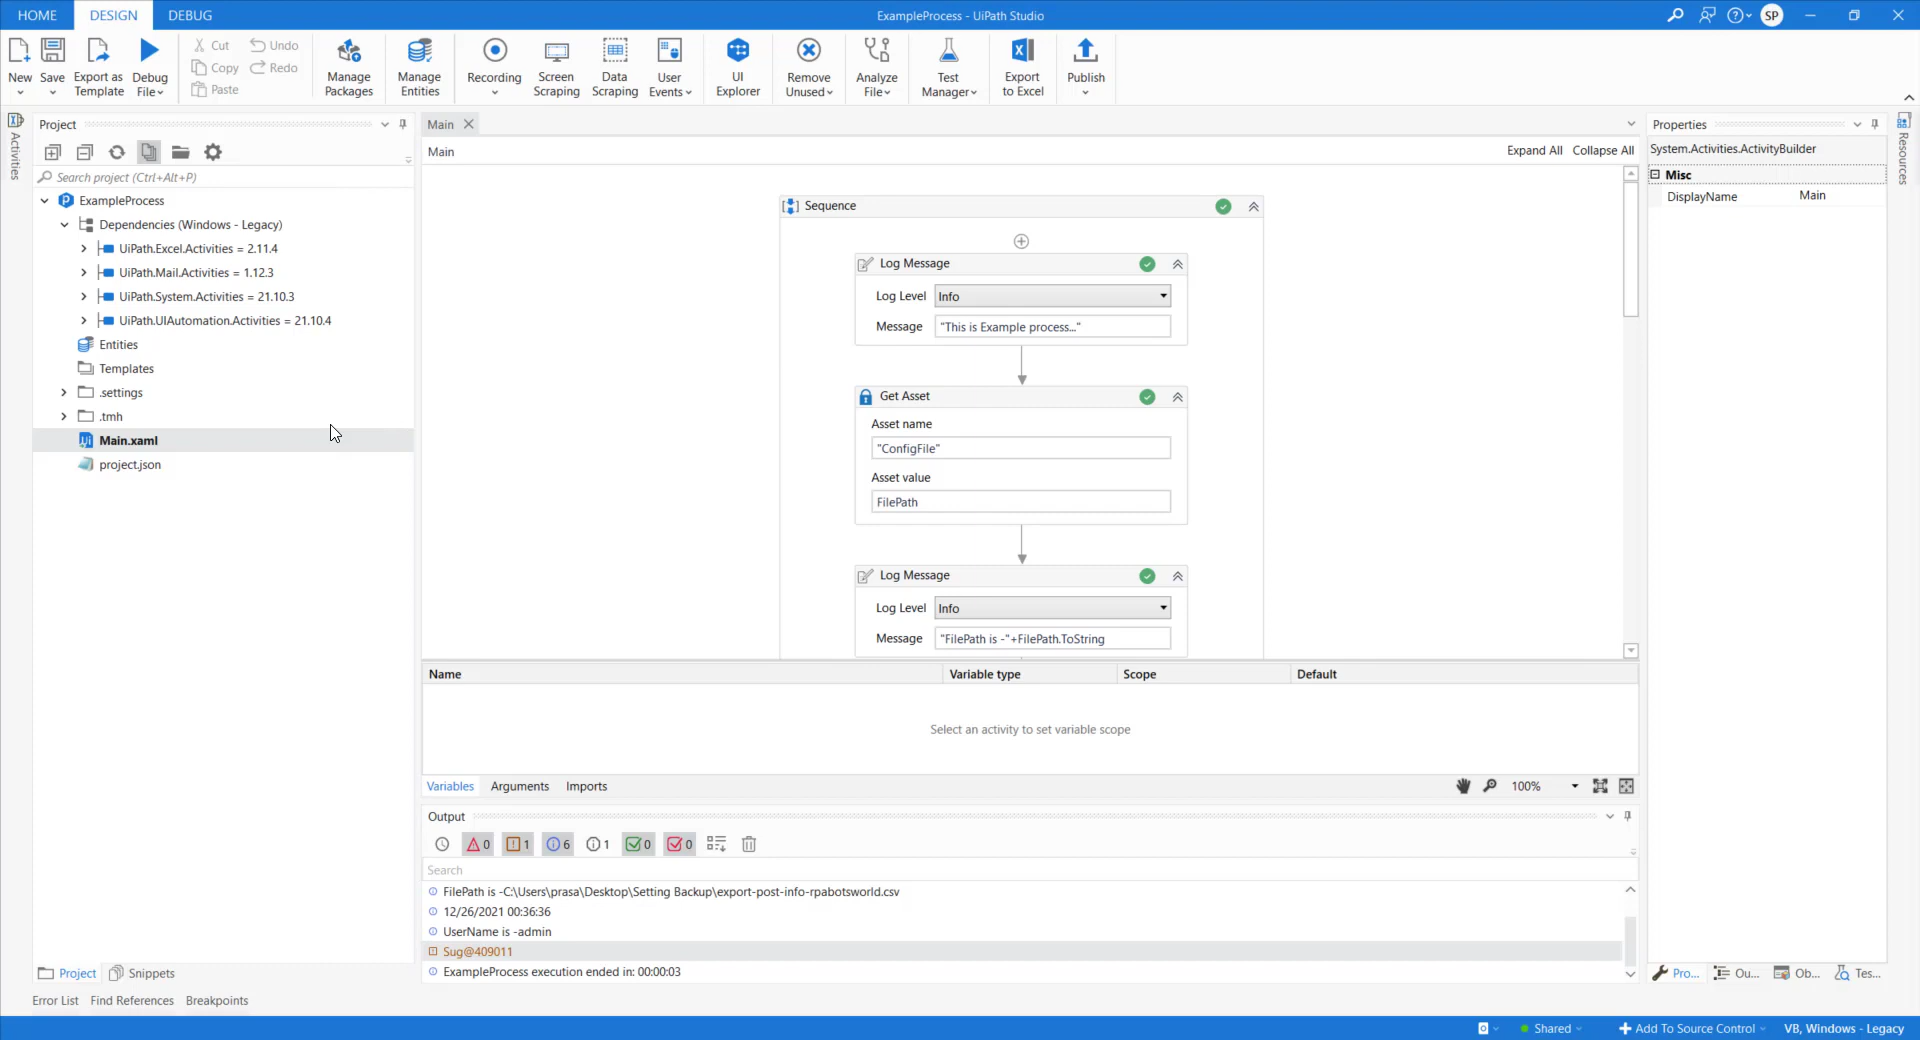 HOME DESIGN DEBUG ExampleProcess - UiPath Studio SP
New Save Export as Template Debug File Cut Copy Paste Undo Redo Manage Packages Manage Entities Recording Screen Scraping Data Scraping User Events UI Explorer Remove Unused Analyze File Test Manager Export to Excel Publish
Activities
Project
Search project (Ctrl+Alt+P)
ExampleProcess
Dependencies (Windows - Legacy)
UiPath.Excel.Activities = 2.11.4
UiPath.Mail.Activities = 1.12.3
UiPath.System.Activities = 21.10.3
UiPath.UIAutomation.Activities = 21.10.4
Entities
Templates
.settings
.tmh
Main.xaml
project.json
Project Snippets
Main
Main Expand All Collapse All
Sequence
Log Message
Log Level Info
Message "This is Example process..."
Get Asset
Asset name
"ConfigFile"
Asset value
FilePath
Log Message
Log Level Info
Message "FilePath is -"+FilePath.ToString
Name Variable type Scope Default
Select an activity to set variable scope
Variables Arguments Imports 100%
Output
0 1 6 1 0 0
Search
FilePath is -C:\Users\prasa\Desktop\Setting Backup\export-post-info-rpabotsworld.csv
12/26/2021 00:36:36
UserName is -admin
Sug@409011
ExampleProcess execution ended in: 00:00:03
Properties
System.Activities.ActivityBuilder
Misc
DisplayName Main
Resources
Pro... Ou... Ob... Tes...
Error List Find References Breakpoints
Shared Add To Source Control VB, Windows - Legacy